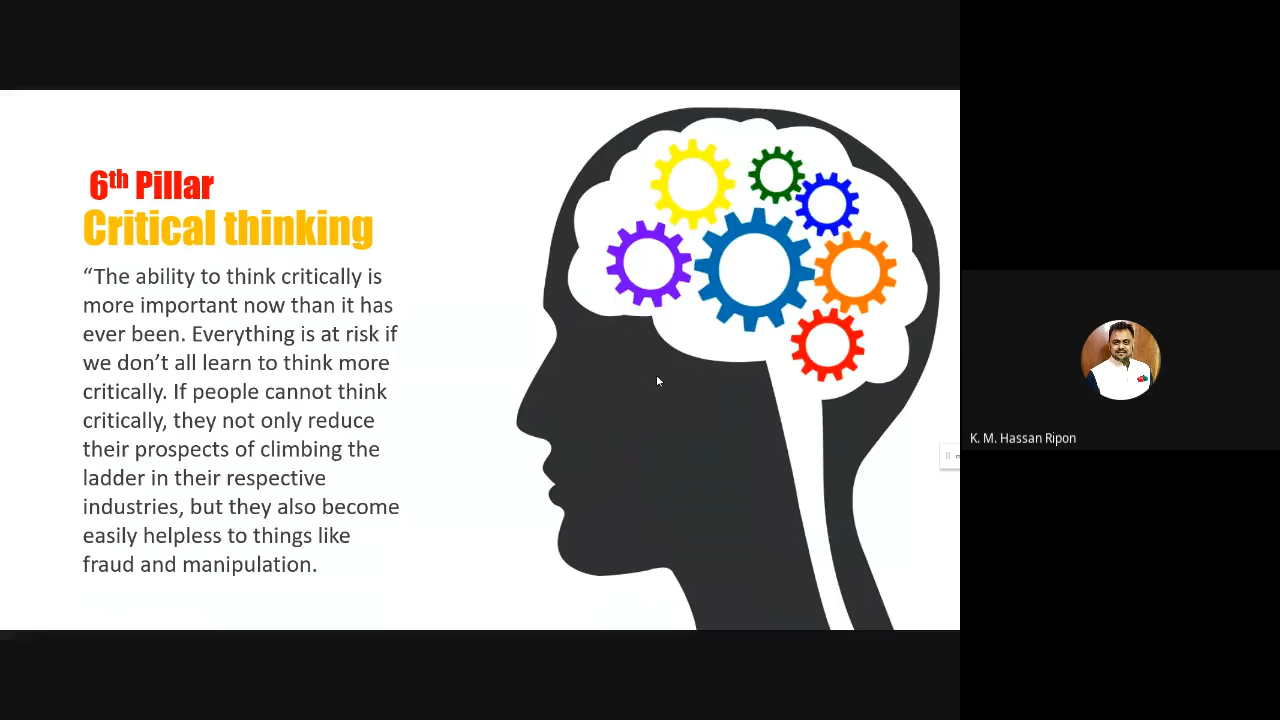 6th Pillar
Critical thinking
“The ability to think critically is
more important now than it has
ever been. Everything is at risk if
we don’t all learn to think more
critically. If people cannot think
critically, they not only reduce
their prospects of climbing the
ladder in their respective
industries, but they also become
easily helpless to things like
fraud and manipulation.
K. M. Hassan Ripon